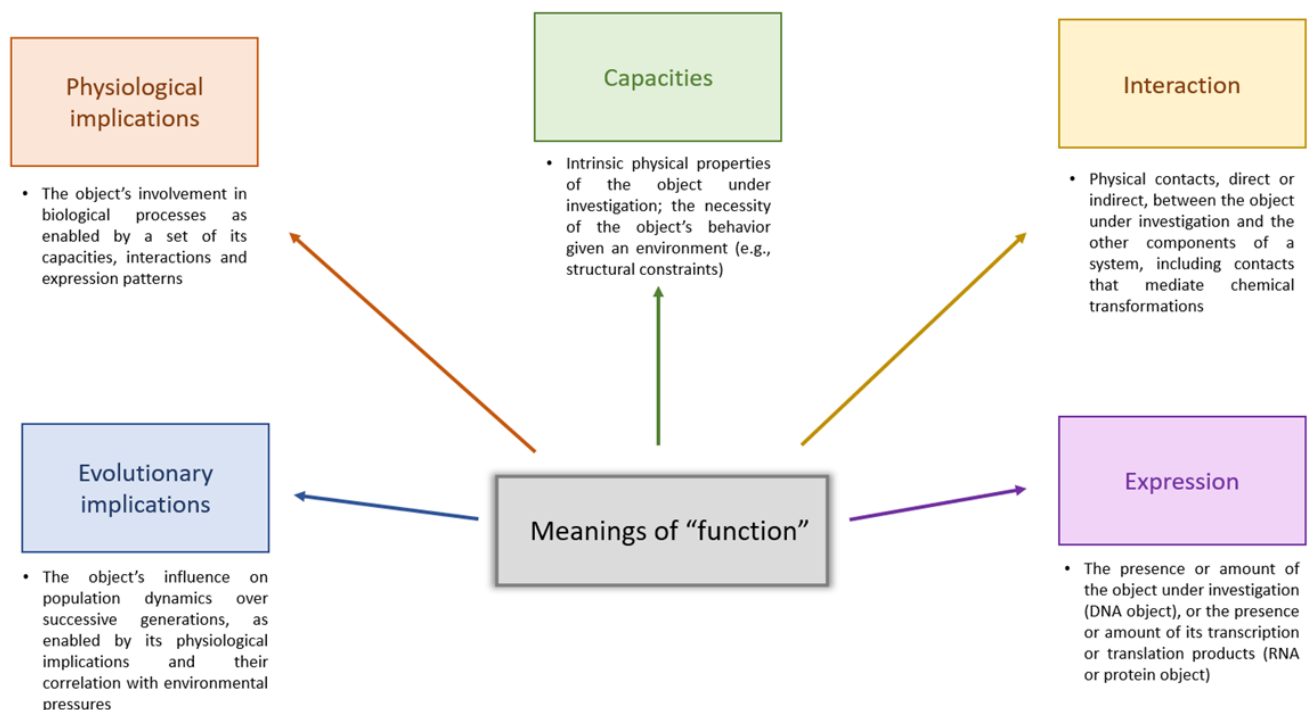 Physiological
implications
• The object's involvement in
biological processes as
enabled by a set of its
capacities, interactions and
expression patterns
Capacities
• Intrinsic physical properties
of the object under
investigation; the necessity
of the object's behavior
given an environment (e.g.,
structural constraints)
Interaction
• Physical contacts, direct or
indirect, between the object
under investigation and the
other components of a
system, including contacts
that mediate chemical
transformations
Evolutionary
implications
• The object's influence on
population dynamics over
successive generations, as
enabled by its physiological
implications and their
correlation with environmental
pressures
Meanings of “function”
Expression
• The presence or amount of
the object under investigation
(DNA object), or the presence
or amount of its transcription
or translation products (RNA
or protein object)